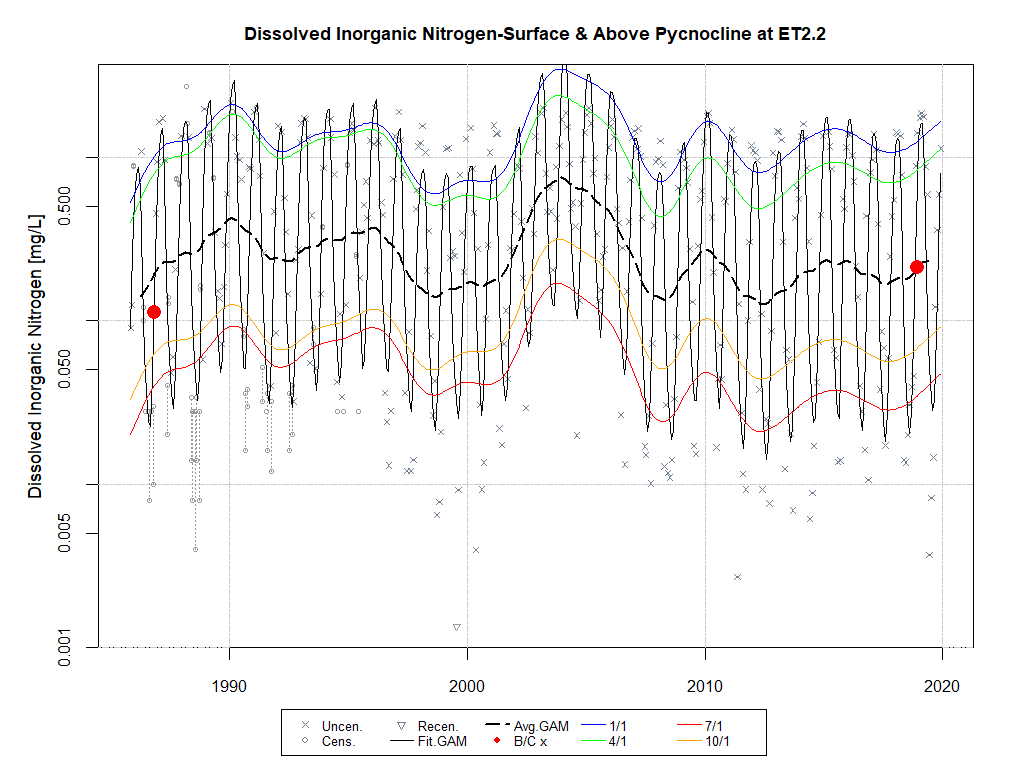 Dissolved Inorganic Nitrogen-Surface & Above Pycnocline at ET2.2
Dissolved Inorganic Nitrogen [mg/L]
0.500
0.050
0.005
0.001
1990 2000 2010 2020
Uncen. Recen. Avg.GAM 1/1 7/1
Cens. Fit.GAM B/C x 4/1 10/1